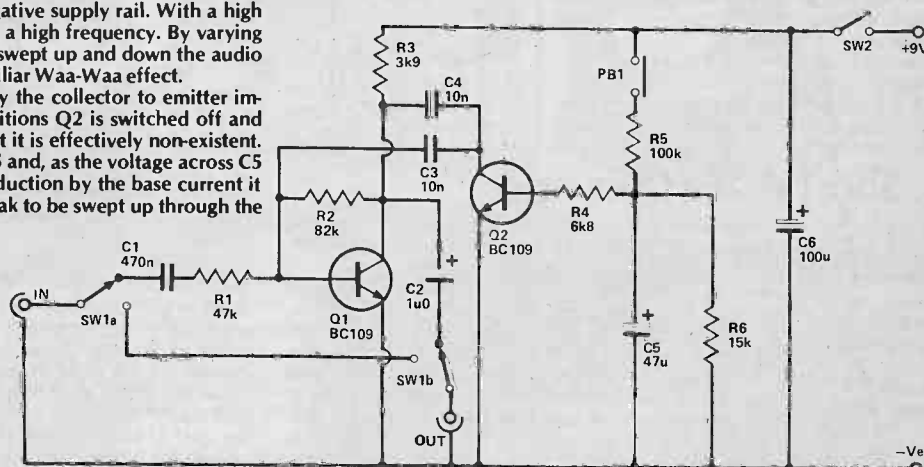 ative supply rail. With a high
a high frequency. By varying
swept up and down the audio
liar Waa-Waa effect.
y the collector to emitter im-
itions Q2 is switched off and
t it is effectively non-existent.
and, as the voltage across C5
duction by the base current it
ak to be swept up through the
R3
3k9
C4
10n
C3
10n
PB1
SW2
+9V
R5
100k
R2
82k
Q2
BC109
R4
6k8
C6
100u
C1
470n
IN
SW1a
R1
47k
Q1
BC109
C2
1u0
C5
47u
R6
15k
SW1b
OUT
-Ve
+
+
+